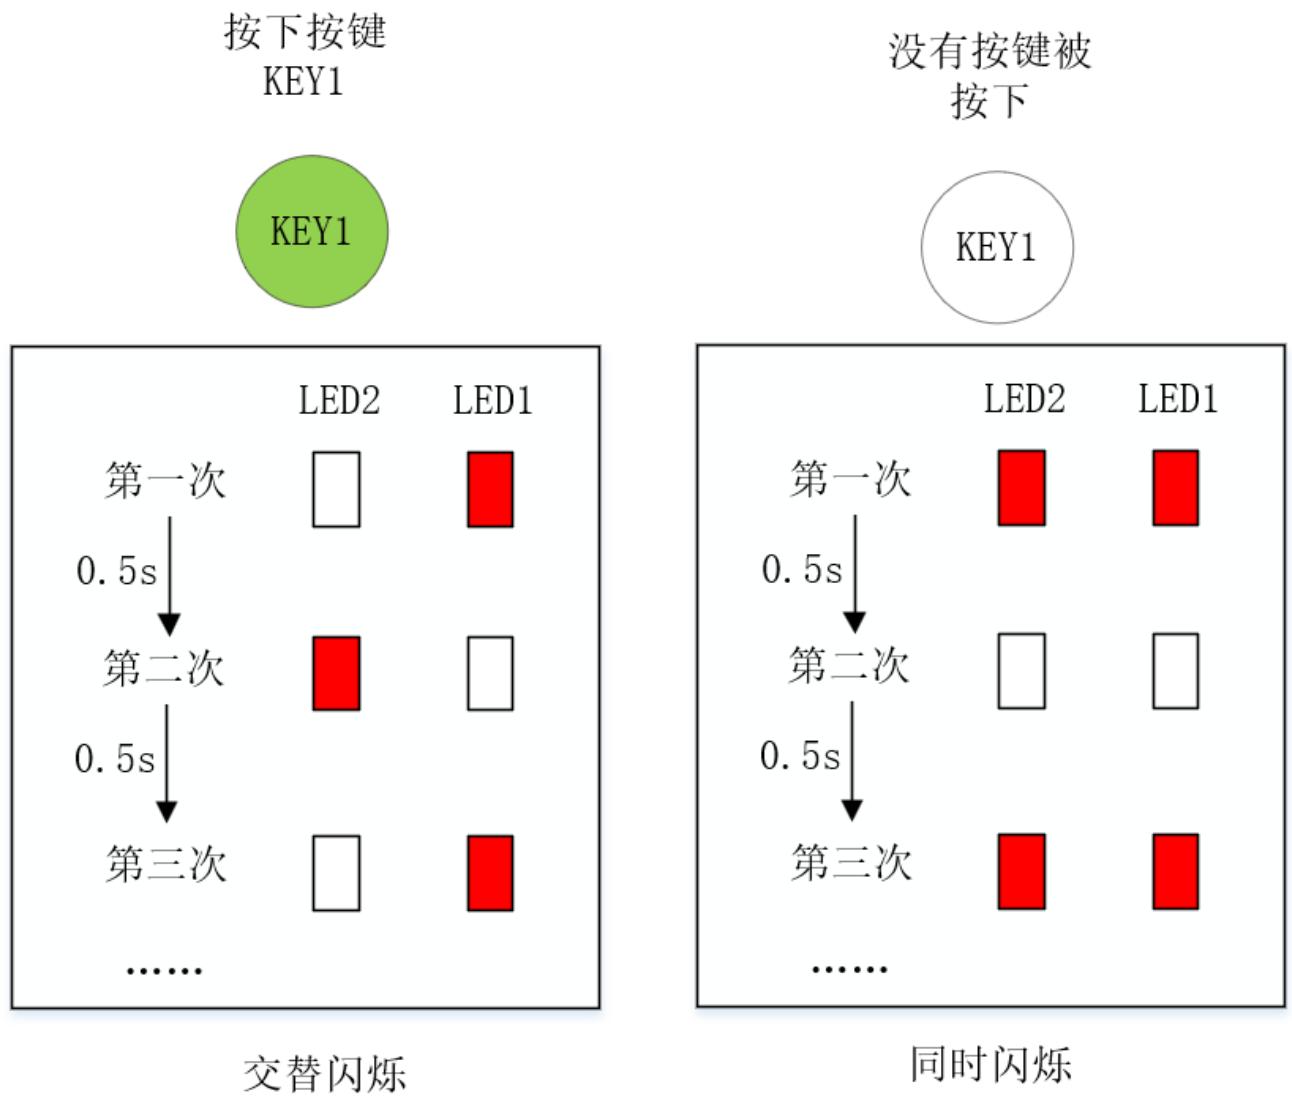 按下按键
KEY1
KEY1
LED2 LED1
第一次
0.5s
第二次
0.5s
第三次
……
交替闪烁
没有按键被
按下
KEY1
LED2 LED1
第一次
0.5s
第二次
0.5s
第三次
……
同时闪烁